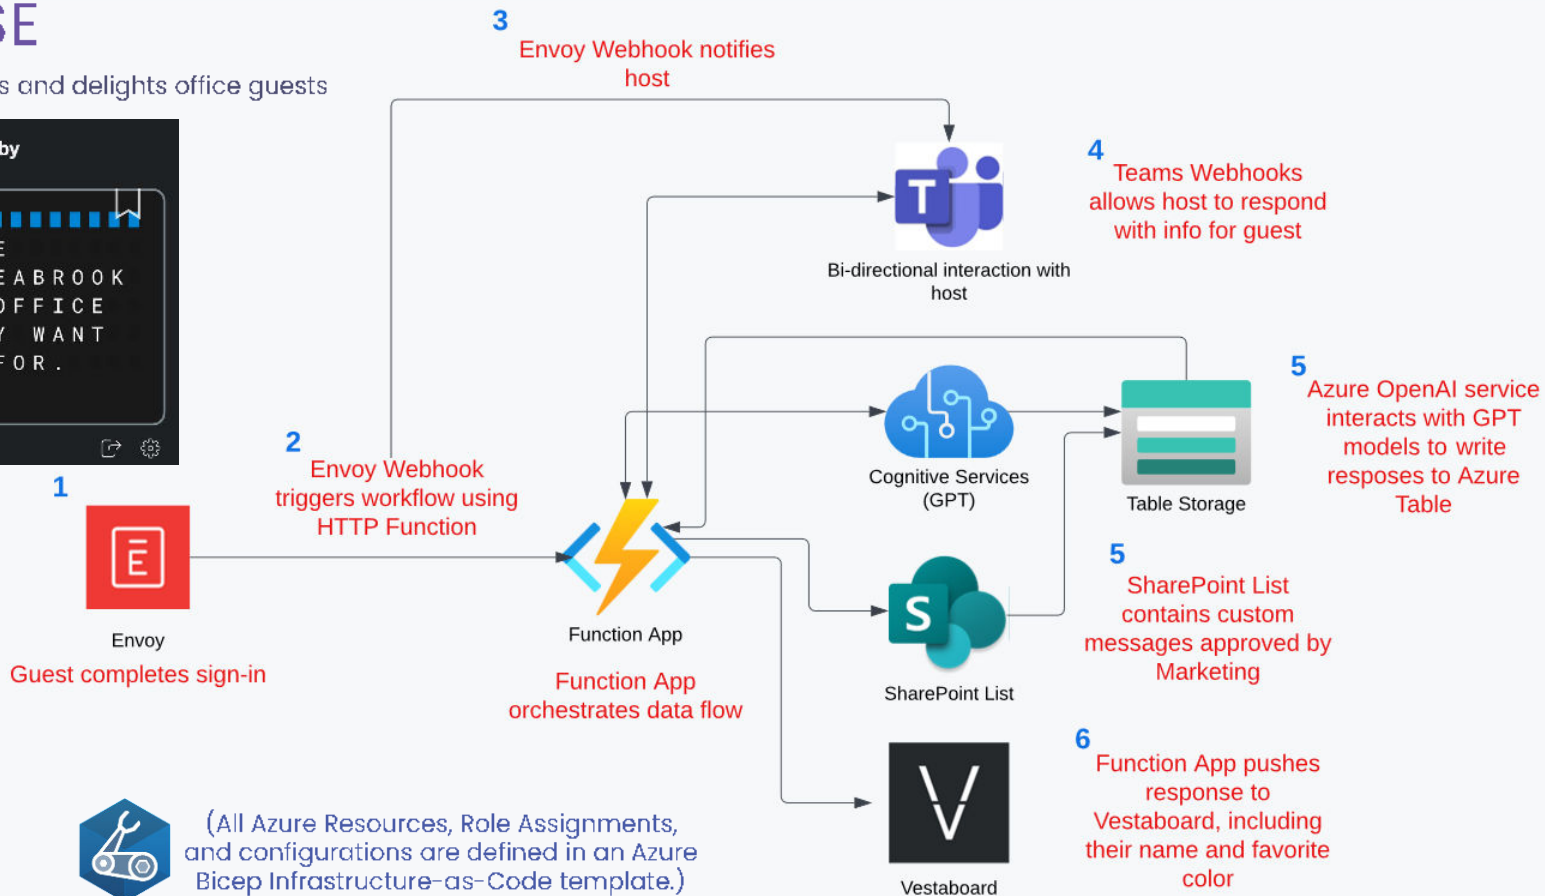 SE
s and delights office guests
by
E
EABROOK
OFFICE
Y WANT
FOR.
1
Envoy
Guest completes sign-in
2
Envoy Webhook
triggers workflow using
HTTP Function
3
Envoy Webhook notifies
host
Function App
Function App
orchestrates data flow
T
Bi-directional interaction with
host
4
Teams Webhooks
allows host to respond
with info for guest
Cognitive Services
(GPT)
Table Storage
5
Azure OpenAI service
interacts with GPT
models to write
resposes to Azure
Table
S
SharePoint List
5
SharePoint List
contains custom
messages approved by
Marketing
V
Vestaboard
6
Function App pushes
response to
Vestaboard, including
their name and favorite
color
(All Azure Resources, Role Assignments,
and configurations are defined in an Azure
Bicep Infrastructure-as-Code template.)